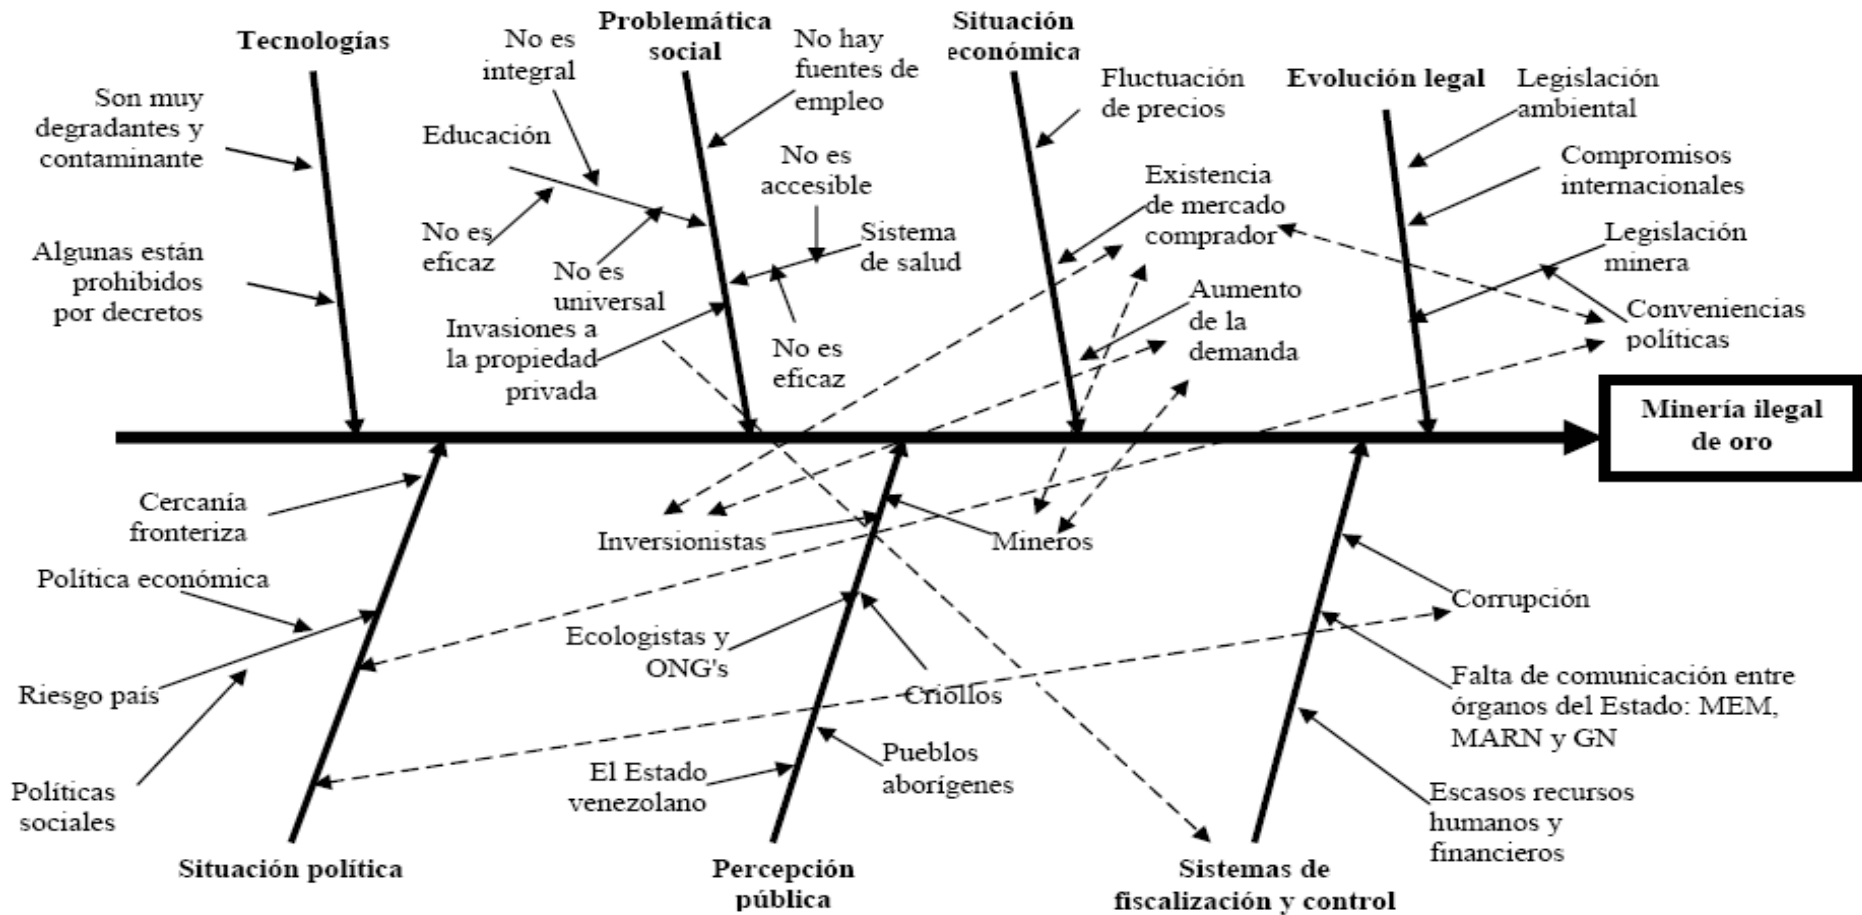 Tecnologías
Problemática
social
Situación
económica
Evolución legal
Son muy
degradantes y
contaminante
Algunas están
prohibidos
por decretos
No es
integral
Educación
No es
eficaz
No es
universal
Invasiones a
la propiedad
privada
No hay
fuentes de
empleo
No es
accesible
Sistema
de salud
No es
eficaz
Fluctuación
de precios
Existencia
de mercado
comprador
Aumento
de la
demanda
Legislación
ambiental
Compromisos
internacionales
Legislación
minera
Conveniencias
políticas
Minería ilegal
de oro
Cercanía
fronteriza
Política económica
Riesgo país
Políticas
sociales
Inversionistas
Mineros
Ecologistas y
ONG's
Criollos
El Estado
venezolano
Pueblos
aborígenes
Corrupción
Falta de comunicación entre
órganos del Estado: MEM,
MARN y GN
Escasos recursos
humanos y
financieros
Situación política
Percepción
pública
Sistemas de
fiscalización y control